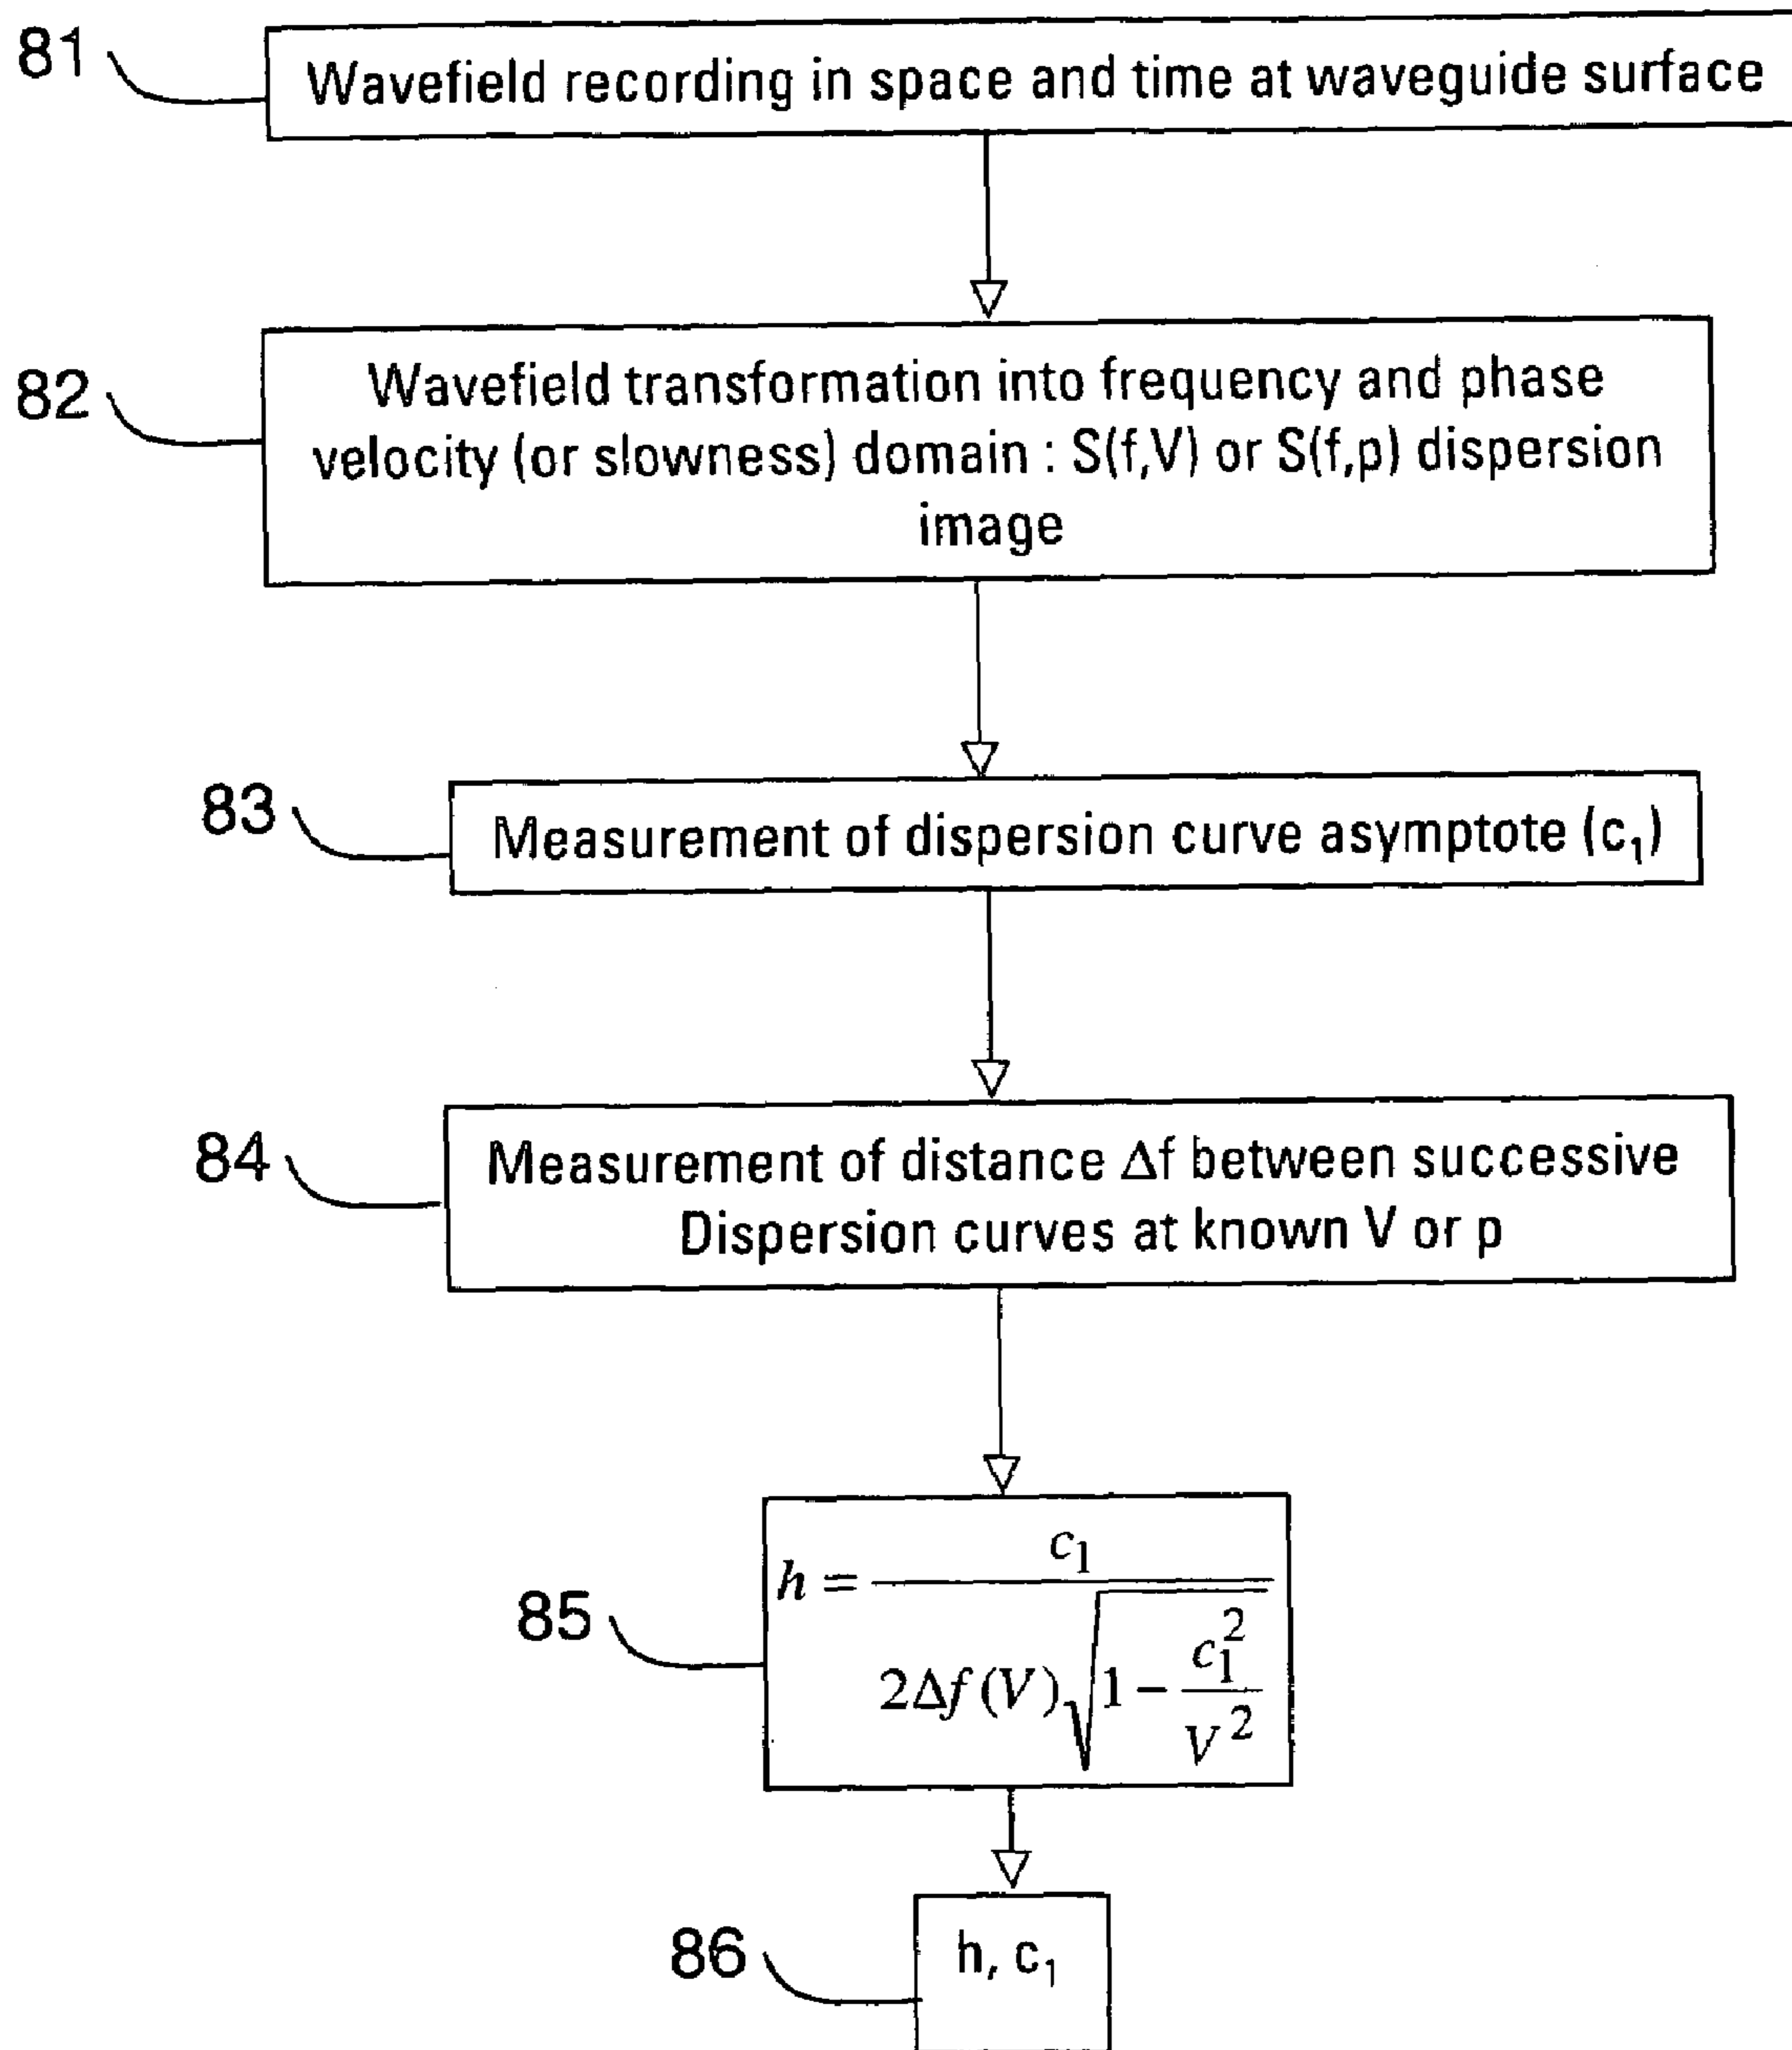 81
Wavefield recording in space and time at waveguide surface
82
Wavefield transformation into frequency and phase
velocity (or slowness) domain : S(f,V) or S(f,p) dispersion
image
83
Measurement of dispersion curve asymptote (c₁)
84
Measurement of distance Δf between successive
Dispersion curves at known V or p
85
h = c₁ / (2Δf(V)√(1 − c₁²/V²))
86
h, c₁